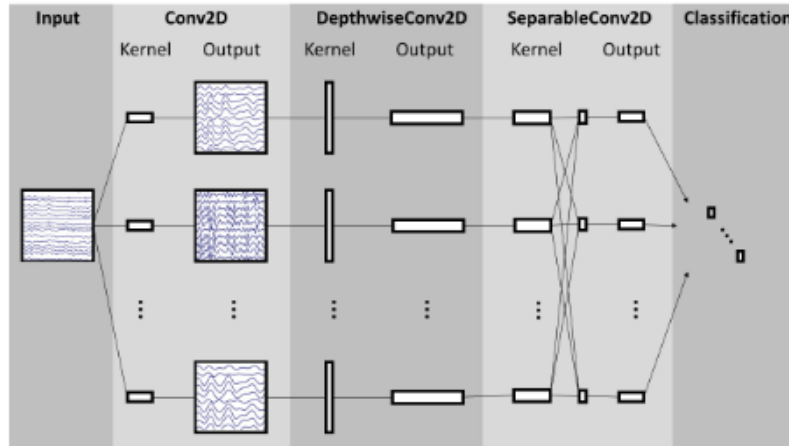 Input Conv2D DepthwiseConv2D SeparableConv2D Classification
Kernel Output Kernel Output Kernel Output